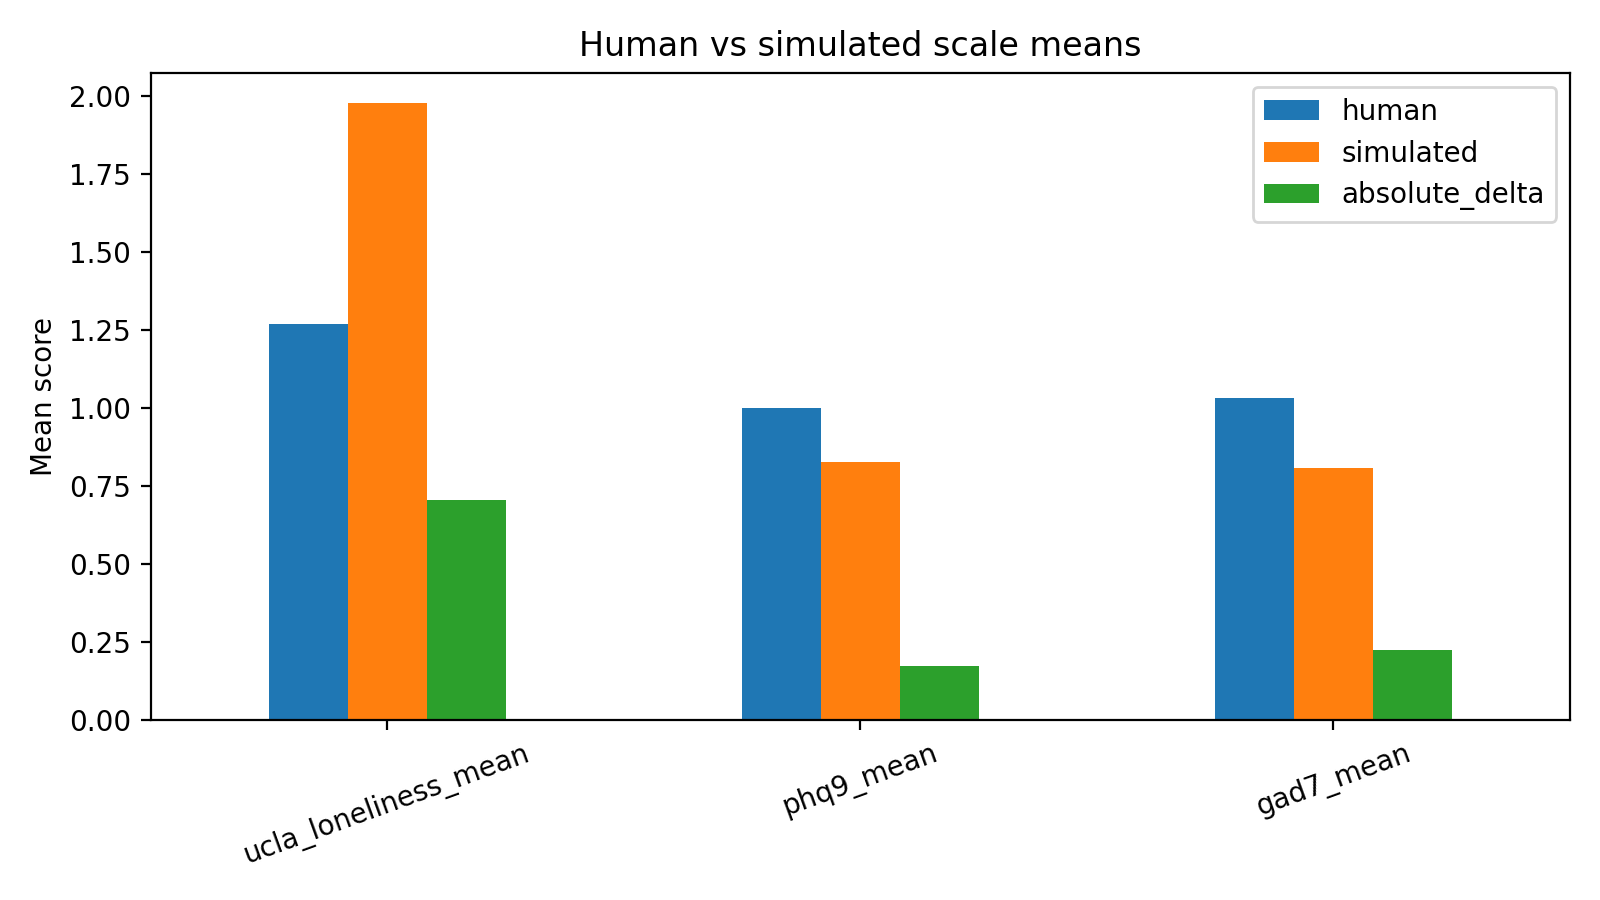 Human vs simulated scale means
human
simulated
absolute_delta
Mean score
2.00
1.75
1.50
1.25
1.00
0.75
0.50
0.25
0.00
ucla_loneliness_mean
phq9_mean
gad7_mean